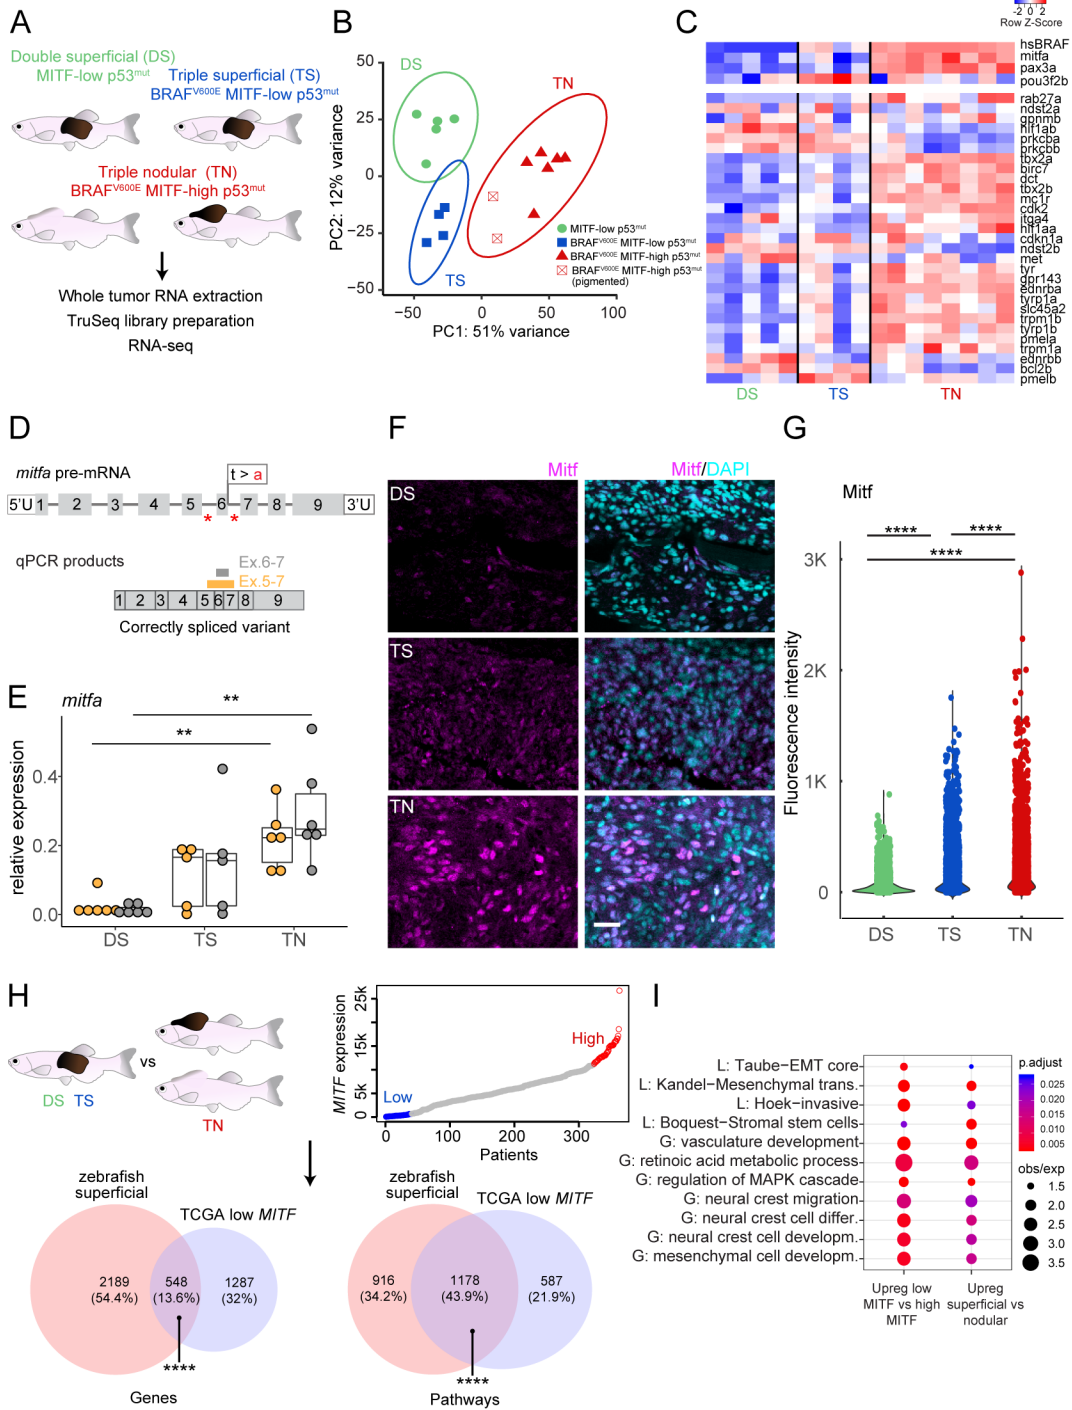 A
Double superficial (DS)
MITF-low p53mut
Triple superficial (TS)
BRAFV600E MITF-low p53mut
Triple nodular (TN)
BRAFV600E MITF-high p53mut
Whole tumor RNA extraction
TruSeq library preparation
RNA-seq
B
PC2: 12% variance
50
25
0
−25
−50
DS
TN
TS
MITF-low p53mut
BRAFV600E MITF-low p53mut
BRAFV600E MITF-high p53mut
BRAFV600E MITF-high p53mut
(pigmented)
−50
0
50
100
PC1: 51% variance
C
-2 0 2
Row Z-Score
hsBRAF
mitfa
pax3a
pou3f2b
rab27a
ndst2a
gpnmb
hif1ab
prkcba
prkcbb
tbx2a
birc7
dct
tbx2b
mc1r
cdk2
itga4
hif1aa
cdkn1a
ndst2b
met
tyr
gpr143
ednrba
tyrp1a
slc45a2
trpm1b
tyrp1b
pmela
trpm1a
ednrbb
bcl2b
pmelb
DS
TS
TN
D
mitfa pre-mRNA
t > a
5'U 1 2 3 4 5 6 7 8 9 3'U
* *
qPCR products
Ex.6-7
Ex.5-7
1 2 3 4 5 6 7 8 9
Correctly spliced variant
E
mitfa
**
**
relative expression
0.4
0.2
0.0
DS
TS
TN
F
Mitf
Mitf/DAPI
DS
TS
TN
G
Mitf
****
****
****
Fluorescence intensity
3K
2K
1K
0
DS
TS
TN
H
vs
DS TS
TN
MITF expression
25k
15k
5k
0
Low
High
0
100
200
300
Patients
zebrafish
superficial
TCGA low MITF
2189
(54.4%)
548
(13.6%)
1287
(32%)
****
Genes
zebrafish
superficial
TCGA low MITF
916
(34.2%)
1178
(43.9%)
587
(21.9%)
****
Pathways
I
L: Taube−EMT core
L: Kandel−Mesenchymal trans.
L: Hoek−invasive
L: Boquest−Stromal stem cells
G: vasculature development
G: retinoic acid metabolic process
G: regulation of MAPK cascade
G: neural crest migration
G: neural crest cell differ.
G: neural crest cell developm.
G: mesenchymal cell developm.
Upreg low
MITF vs high
MITF
Upreg
superficial vs
nodular
p.adjust
0.025
0.020
0.015
0.010
0.005
obs/exp
1.5
2.0
2.5
3.0
3.5